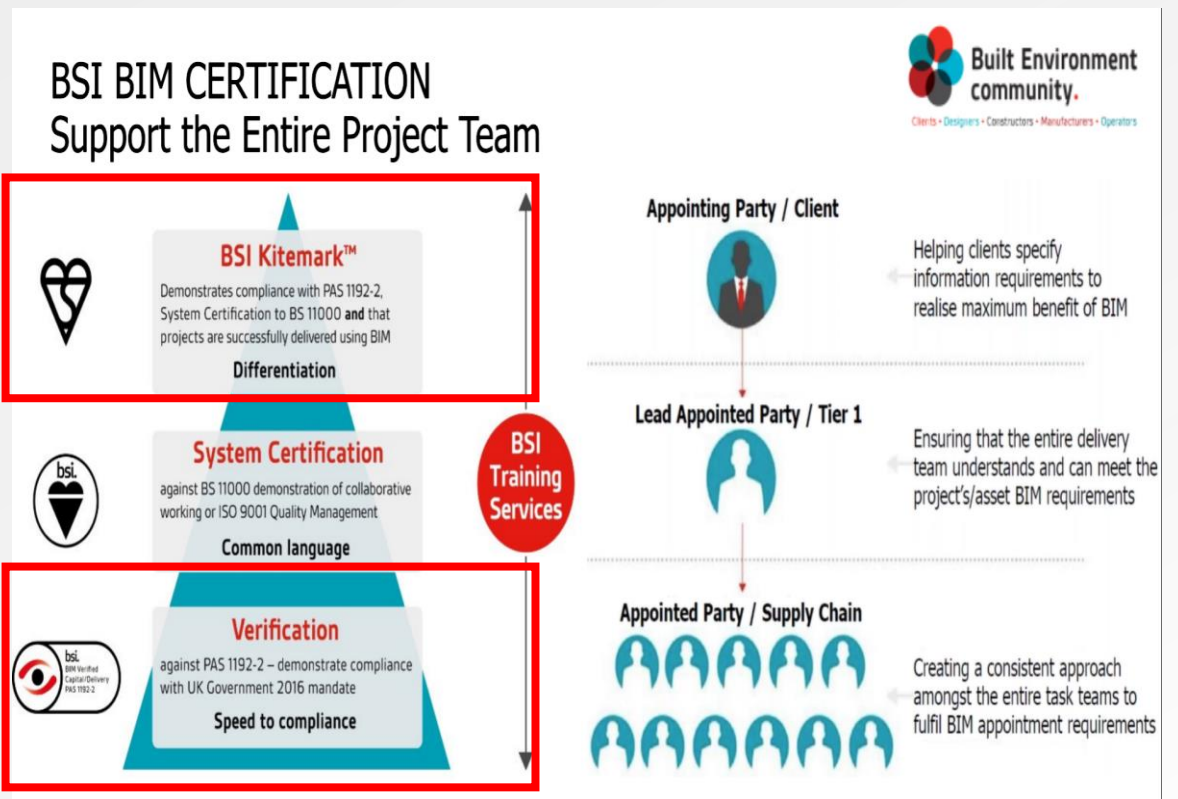 BSI BIM CERTIFICATION
Support the Entire Project Team
Built Environment
community.
Clients • Designers • Constructors • Manufacturers • Operators
BSI Kitemark™
Demonstrates compliance with PAS 1192-2,
System Certification to BS 11000 and that
projects are successfully delivered using BIM
Differentiation
bsi.
System Certification
against BS 11000 demonstration of collaborative
working or ISO 9001 Quality Management
Common language
bsi.
BIM Verified
Capital/Delivery
PAS 1192-2
Verification
against PAS 1192-2 – demonstrate compliance
with UK Government 2016 mandate
Speed to compliance
BSI
Training
Services
Appointing Party / Client
Helping clients specify
information requirements to
realise maximum benefit of BIM
Lead Appointed Party / Tier 1
Ensuring that the entire delivery
team understands and can meet the
project's/asset BIM requirements
Appointed Party / Supply Chain
Creating a consistent approach
amongst the entire task teams to
fulfil BIM appointment requirements